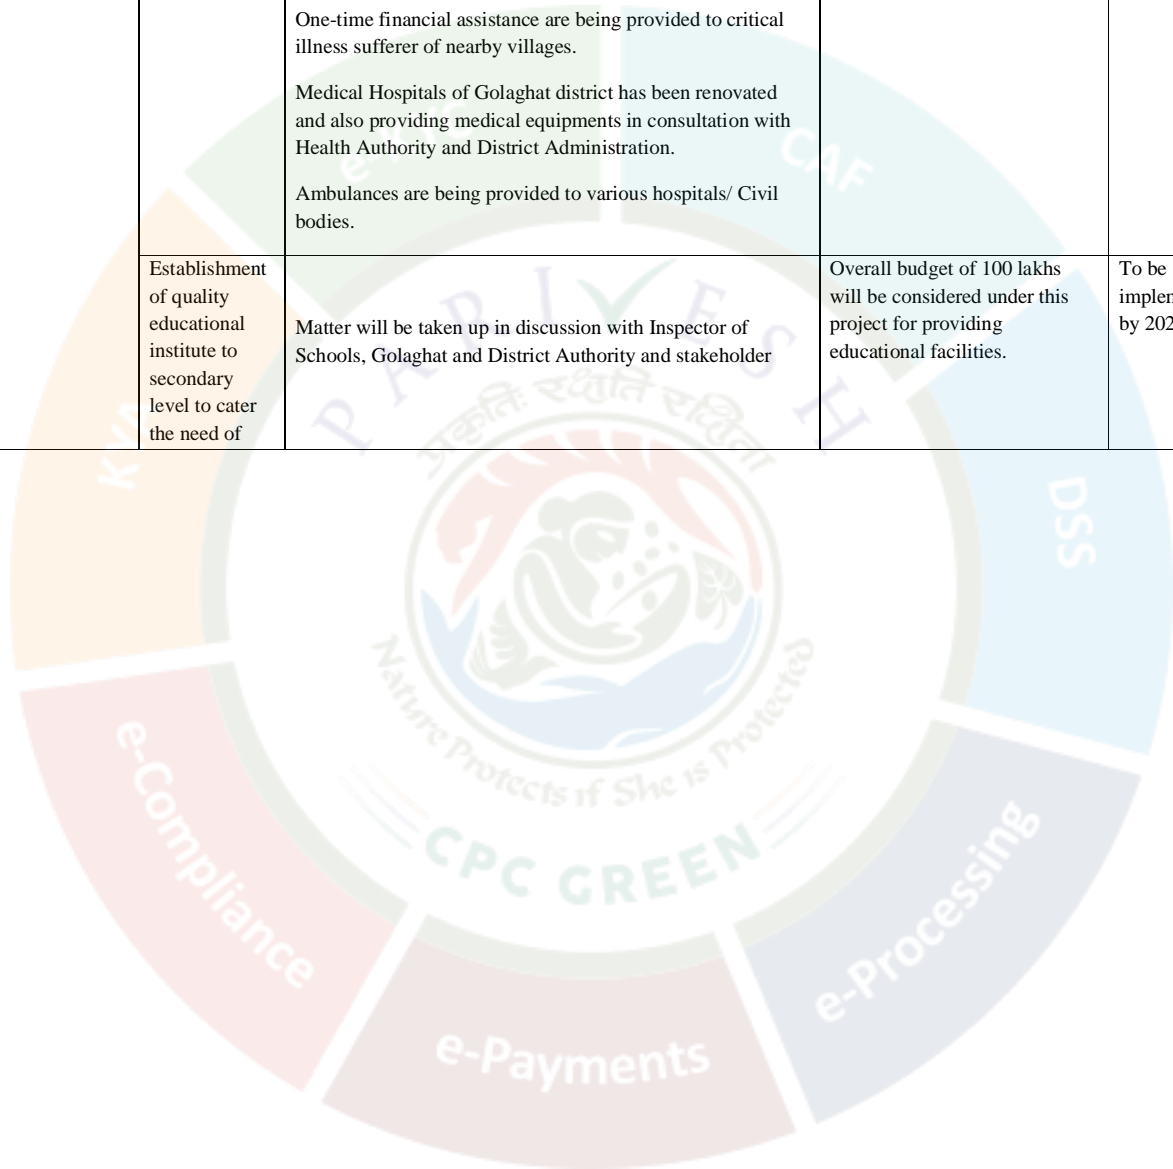 One-time financial assistance are being provided to critical
illness sufferer of nearby villages.
Medical Hospitals of Golaghat district has been renovated
and also providing medical equipments in consultation with
Health Authority and District Administration.
Ambulances are being provided to various hospitals/ Civil
bodies.
Establishment
of quality
educational
institute to
secondary
level to cater
the need of
Matter will be taken up in discussion with Inspector of
Schools, Golaghat and District Authority and stakeholder
Overall budget of 100 lakhs
will be considered under this
project for providing
educational facilities.
To be
by
e-KYC
CAF
KYA
DSS
PARIVESH
प्रकृतिः रक्षति रक्षिता
Nature Protects if She is Protected
CPC GREEN
e-Compliance
e-Processing
e-Payments